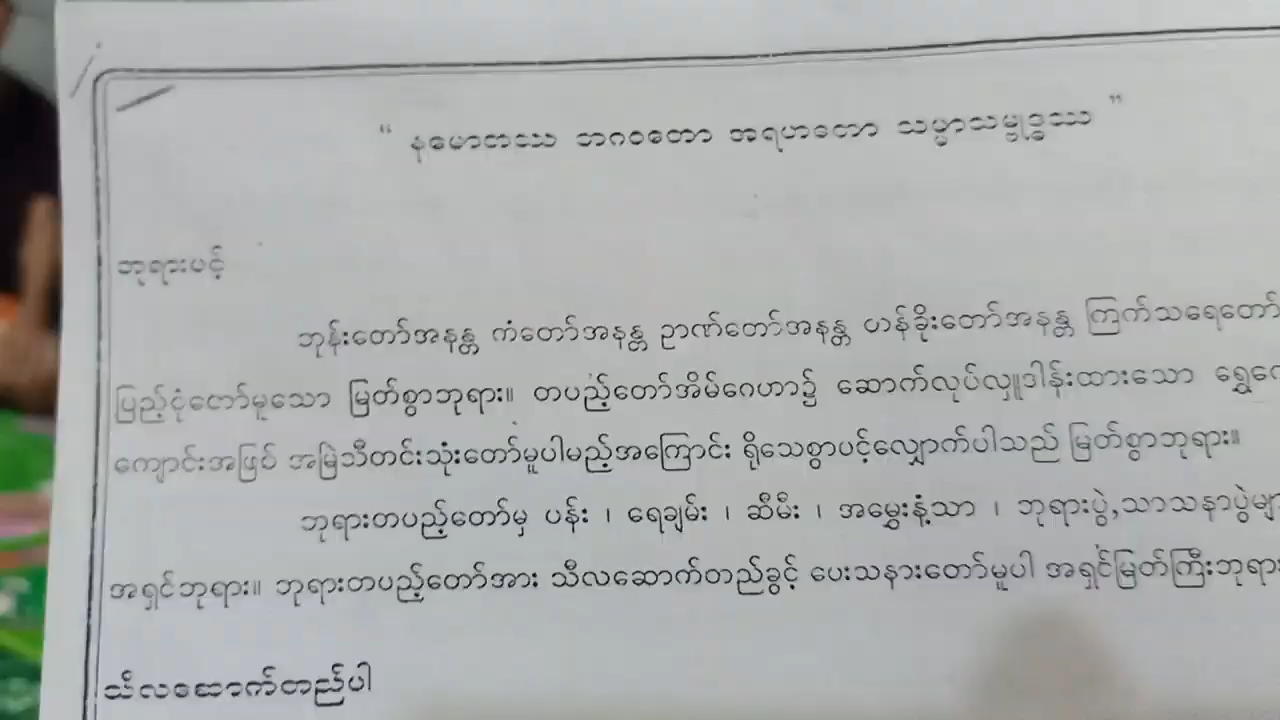 “ နမောတဿ ဘဂဝတော အရဟတော သမ္မာသမ္ဗုဒ္ဓဿ ”
ဘုရားပင့်
ဘုန်းတော်အနန္တ ကံတော်အနန္တ ဉာဏ်တော်အနန္တ ဟန်ခိုးတော်အနန္တ ကြက်သရေတော်
ပြည့်ငုံတော်မူသော မြတ်စွာဘုရား။ တပည့်တော်အိမ်ဂေဟာ၌ ဆောက်လုပ်လှူဒါန်းထားသော
ကျောင်းအဖြစ် အမြဲသီတင်းသုံးတော်မူပါမည့်အကြောင်း ရိုသေစွာပင့်လျှောက်ပါသည် မြတ်စွာဘုရား။
ဘုရားတပည့်တော်မှ ပန်း ၊ ရေချမ်း ၊ ဆီမီး ၊ အမွှေးနံ့သာ ၊ ဘုရားပွဲ,သာသနာပွဲ
အရှင်ဘုရား။ ဘုရားတပည့်တော်အား သီလဆောက်တည်ခွင့် ပေးသနားတော်မူပါ အရှင်မြတ်ကြီးဘုရား
သီလဆောက်တည်ပါ